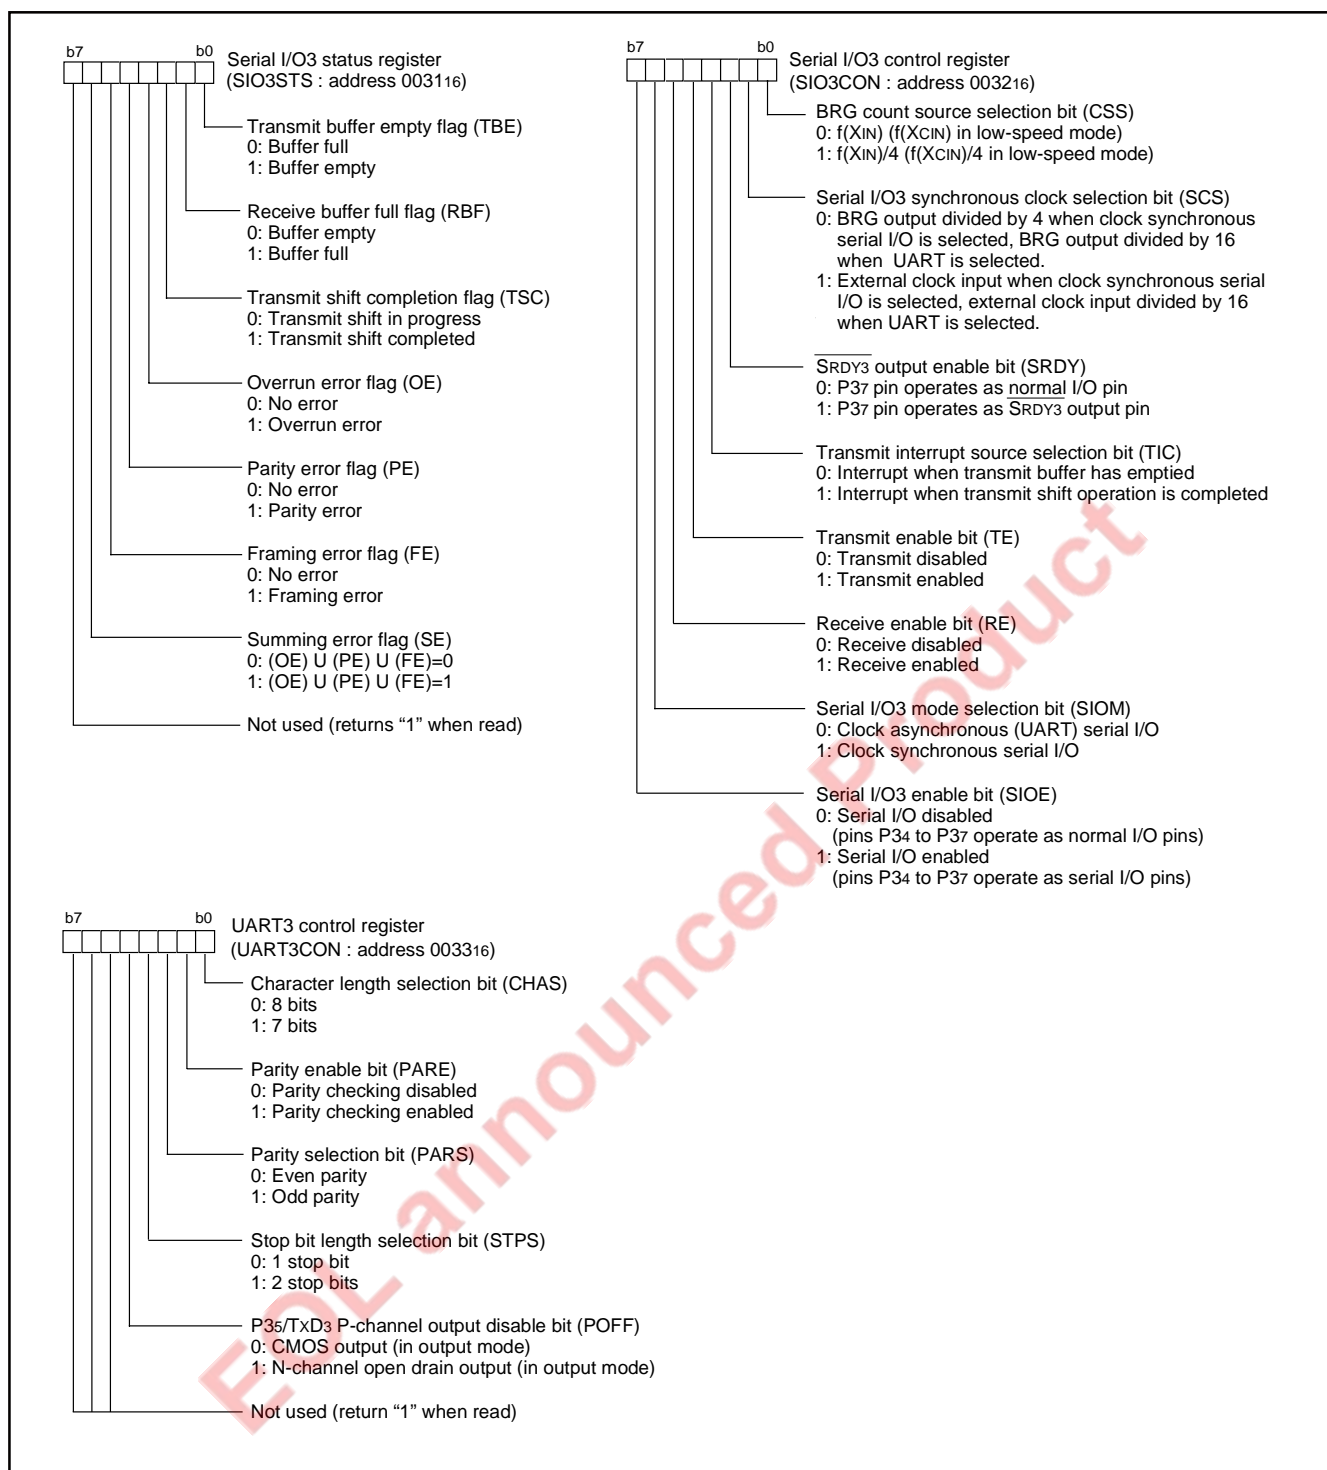 b7 b0 Serial I/O3 status register
(SIO3STS : address 003116)
Transmit buffer empty flag (TBE)
0: Buffer full
1: Buffer empty
Receive buffer full flag (RBF)
0: Buffer empty
1: Buffer full
Transmit shift completion flag (TSC)
0: Transmit shift in progress
1: Transmit shift completed
Overrun error flag (OE)
0: No error
1: Overrun error
Parity error flag (PE)
0: No error
1: Parity error
Framing error flag (FE)
0: No error
1: Framing error
Summing error flag (SE)
0: (OE) U (PE) U (FE)=0
1: (OE) U (PE) U (FE)=1
Not used (returns “1” when read)
b7 b0 Serial I/O3 control register
(SIO3CON : address 003216)
BRG count source selection bit (CSS)
0: f(XIN) (f(XCIN) in low-speed mode)
1: f(XIN)/4 (f(XCIN)/4 in low-speed mode)
Serial I/O3 synchronous clock selection bit (SCS)
0: BRG output divided by 4 when clock synchronous
serial I/O is selected, BRG output divided by 16
when UART is selected.
1: External clock input when clock synchronous serial
I/O is selected, external clock input divided by 16
when UART is selected.
SRDY3 output enable bit (SRDY)
0: P37 pin operates as normal I/O pin
1: P37 pin operates as SRDY3 output pin
Transmit interrupt source selection bit (TIC)
0: Interrupt when transmit buffer has emptied
1: Interrupt when transmit shift operation is completed
Transmit enable bit (TE)
0: Transmit disabled
1: Transmit enabled
Receive enable bit (RE)
0: Receive disabled
1: Receive enabled
Serial I/O3 mode selection bit (SIOM)
0: Clock asynchronous (UART) serial I/O
1: Clock synchronous serial I/O
Serial I/O3 enable bit (SIOE)
0: Serial I/O disabled
(pins P34 to P37 operate as normal I/O pins)
1: Serial I/O enabled
(pins P34 to P37 operate as serial I/O pins)
b7 b0 UART3 control register
(UART3CON : address 003316)
Character length selection bit (CHAS)
0: 8 bits
1: 7 bits
Parity enable bit (PARE)
0: Parity checking disabled
1: Parity checking enabled
Parity selection bit (PARS)
0: Even parity
1: Odd parity
Stop bit length selection bit (STPS)
0: 1 stop bit
1: 2 stop bits
P35/TXD3 P-channel output disable bit (POFF)
0: CMOS output (in output mode)
1: N-channel open drain output (in output mode)
Not used (return “1” when read)
EOL announced Product